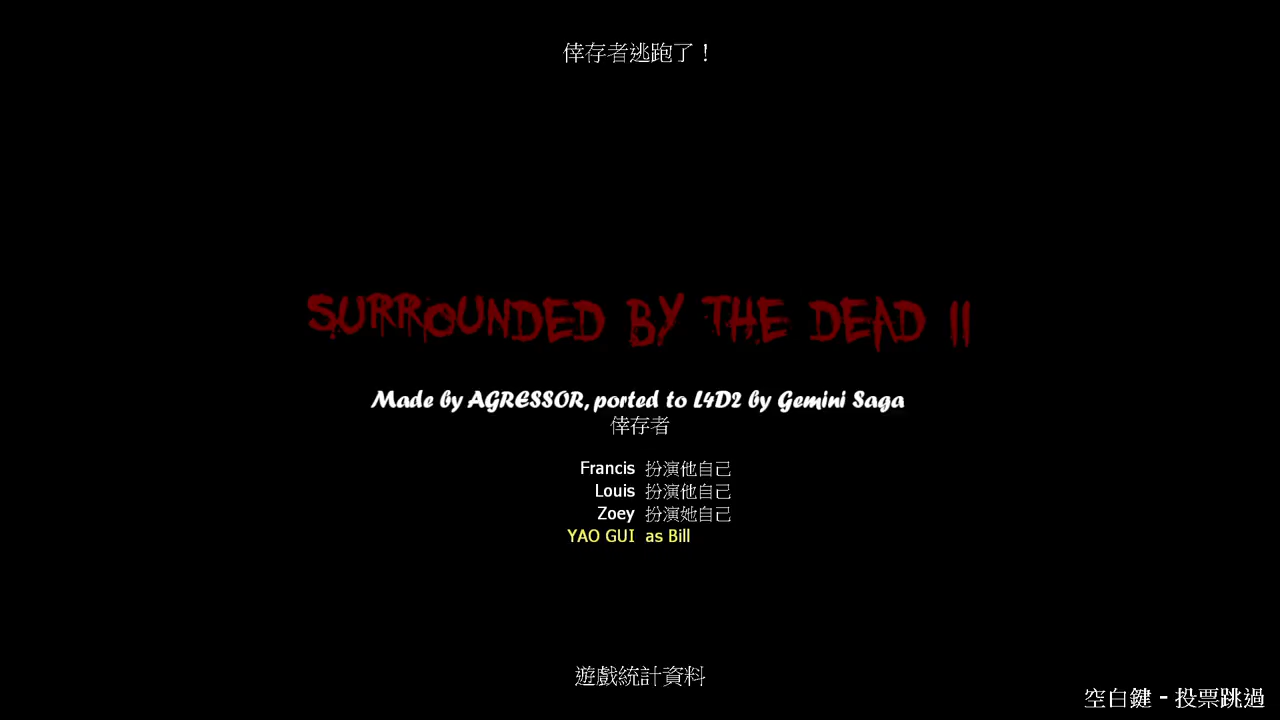 倖存者逃跑了！
SURROUNDED BY THE DEAD II
Made by AGRESSOR, ported to L4D2 by Gemini Saga
倖存者
Francis 扮演他自己
Louis 扮演他自己
Zoey 扮演她自己
YAO GUI as Bill
遊戲統計資料
空白鍵 - 投票跳過